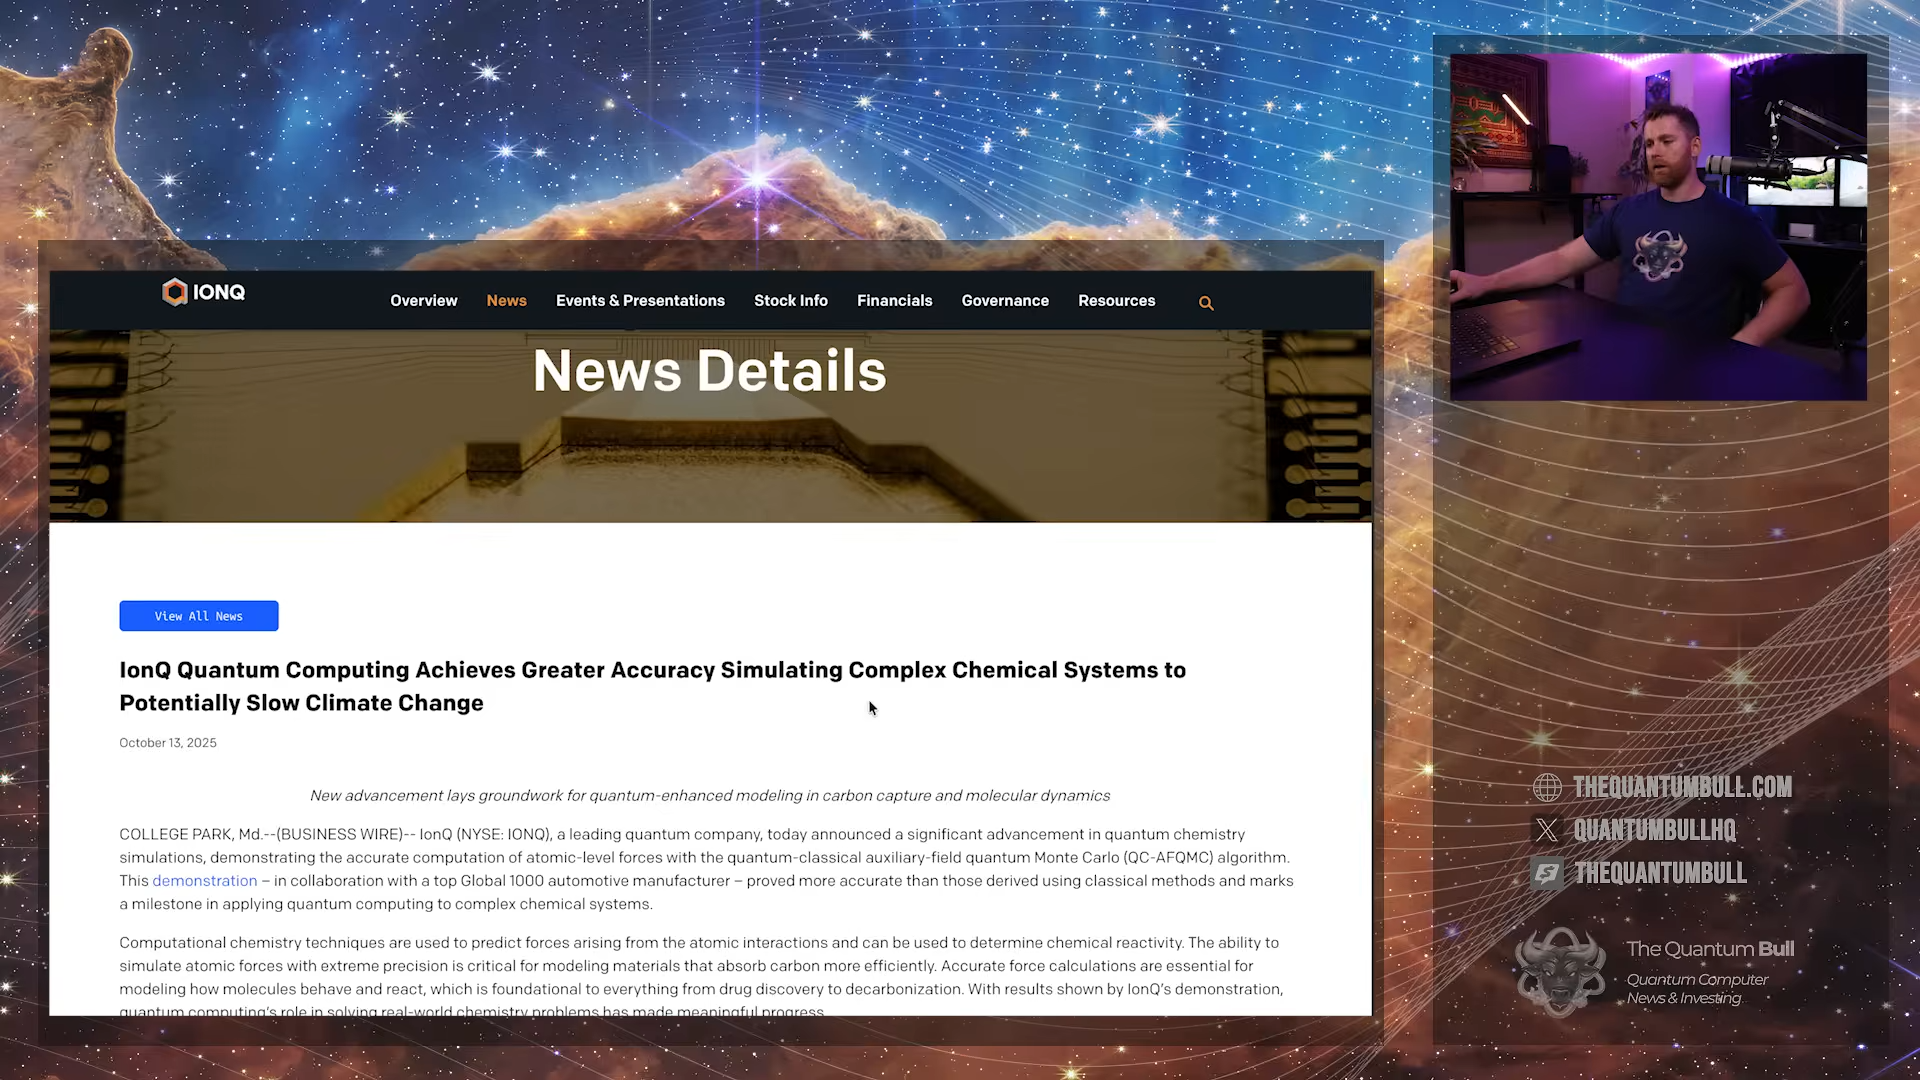 IONQ
Overview News Events & Presentations Stock Info Financials Governance Resources
News Details
View All News
IonQ Quantum Computing Achieves Greater Accuracy Simulating Complex Chemical Systems to
Potentially Slow Climate Change
October 13, 2025
New advancement lays groundwork for quantum-enhanced modeling in carbon capture and molecular dynamics
COLLEGE PARK, Md.--(BUSINESS WIRE)-- IonQ (NYSE: IONQ), a leading quantum company, today announced a significant advancement in quantum chemistry
simulations, demonstrating the accurate computation of atomic-level forces with the quantum-classical auxiliary-field quantum Monte Carlo (QC-AFQMC) algorithm.
This demonstration – in collaboration with a top Global 1000 automotive manufacturer – proved more accurate than those derived using classical methods and marks
a milestone in applying quantum computing to complex chemical systems.
Computational chemistry techniques are used to predict forces arising from the atomic interactions and can be used to determine chemical reactivity. The ability to
simulate atomic forces with extreme precision is critical for modeling materials that absorb carbon more efficiently. Accurate force calculations are essential for
modeling how molecules behave and react, which is foundational to everything from drug discovery to decarbonization. With results shown by IonQ's demonstration,
quantum computing's role in solving real-world chemistry problems has made meaningful progress
THEQUANTUMBULL.COM
X QUANTUMBULLHQ
THEQUANTUMBULL
The Quantum Bull
Quantum Computer
News & Investing